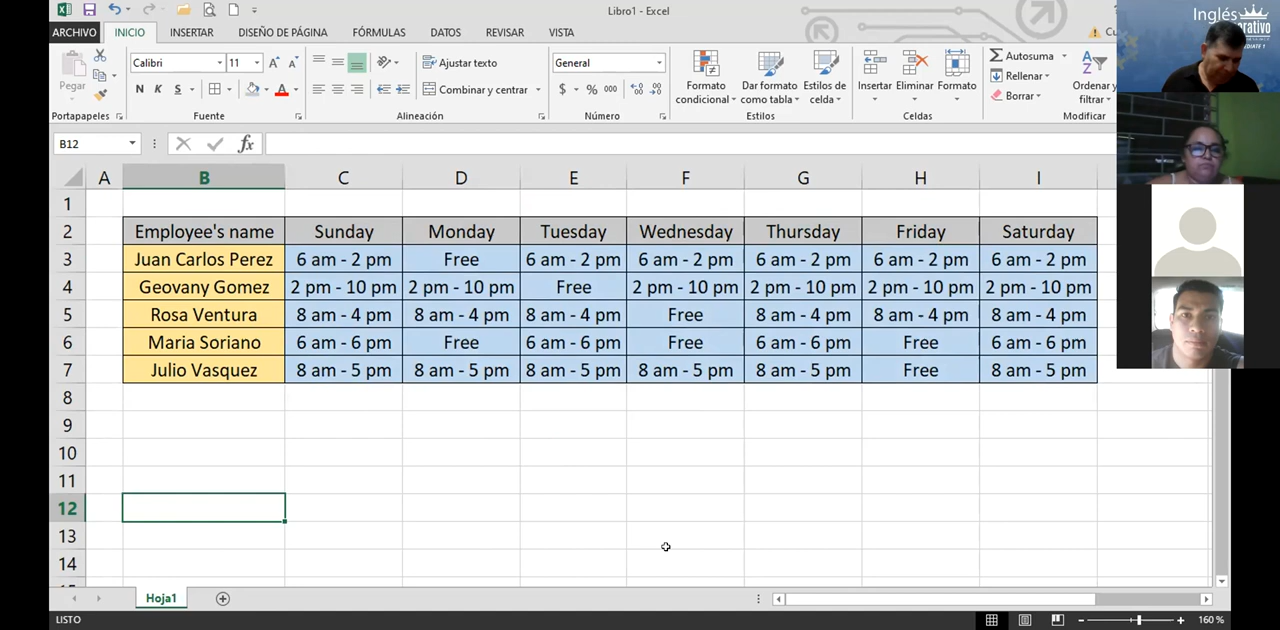 Libro1 - Excel
ARCHIVO INICIO INSERTAR DISEÑO DE PÁGINA FÓRMULAS DATOS REVISAR VISTA
Inglés
Pegar
Calibri 11
N K S
Ajustar texto
Combinar y centrar
General
$ % 000
Formato condicional
Dar formato como tabla
Estilos de celda
Insertar Eliminar Formato
Autosuma
Rellenar
Borrar
Ordenar y filtrar
Portapapeles Fuente Alineación Número Estilos Celdas Modificar
B12 fx
A B C D E F G H I
1
2 Employee's name Sunday Monday Tuesday Wednesday Thursday Friday Saturday
3 Juan Carlos Perez 6 am - 2 pm Free 6 am - 2 pm 6 am - 2 pm 6 am - 2 pm 6 am - 2 pm 6 am - 2 pm
4 Geovany Gomez 2 pm - 10 pm 2 pm - 10 pm Free 2 pm - 10 pm 2 pm - 10 pm 2 pm - 10 pm 2 pm - 10 pm
5 Rosa Ventura 8 am - 4 pm 8 am - 4 pm 8 am - 4 pm Free 8 am - 4 pm 8 am - 4 pm 8 am - 4 pm
6 Maria Soriano 6 am - 6 pm Free 6 am - 6 pm Free 6 am - 6 pm Free 6 am - 6 pm
7 Julio Vasquez 8 am - 5 pm 8 am - 5 pm 8 am - 5 pm 8 am - 5 pm 8 am - 5 pm Free 8 am - 5 pm
8
9
10
11
12
13
14
Hoja1
LISTO 160 %